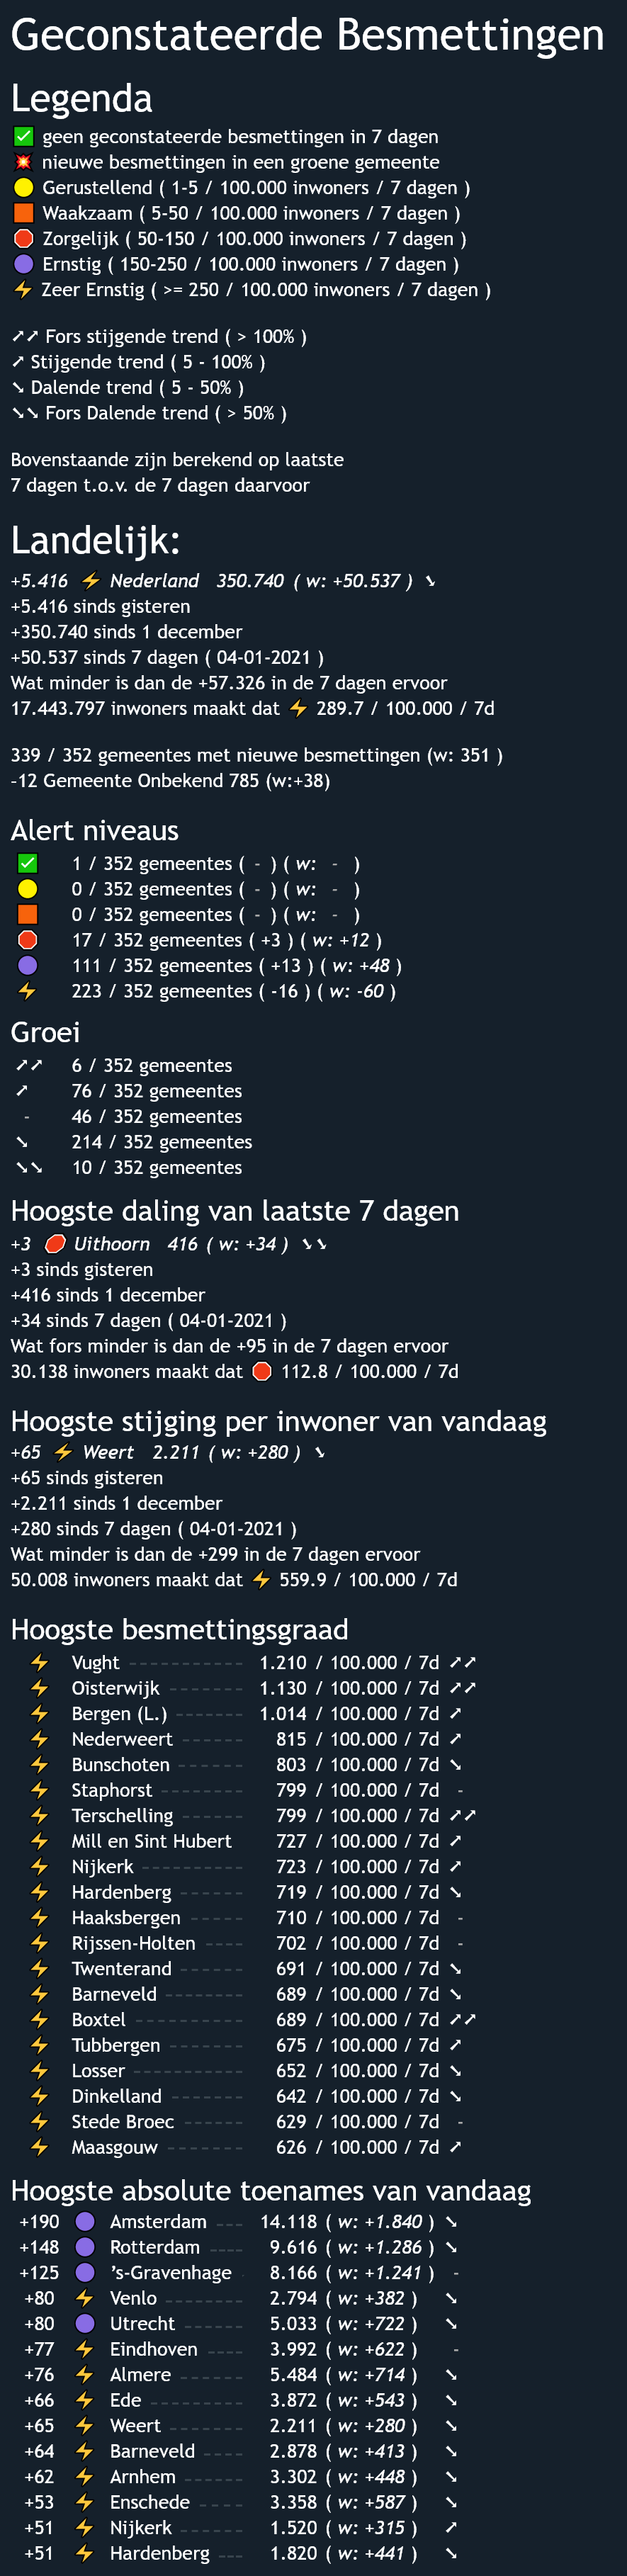 Geconstateerde Besmettingen
Legenda
✅ geen geconstateerde besmettingen in 7 dagen
💥 nieuwe besmettingen in een groene gemeente
🟡 Gerustellend ( 1-5 / 100.000 inwoners / 7 dagen )
🟧 Waakzaam ( 5-50 / 100.000 inwoners / 7 dagen )
🛑 Zorgelijk ( 50-150 / 100.000 inwoners / 7 dagen )
🟣 Ernstig ( 150-250 / 100.000 inwoners / 7 dagen )
⚡ Zeer Ernstig ( >= 250 / 100.000 inwoners / 7 dagen )
➚➚ Fors stijgende trend ( > 100% )
➚ Stijgende trend ( 5 - 100% )
➘ Dalende trend ( 5 - 50% )
➘➘ Fors Dalende trend ( > 50% )
Bovenstaande zijn berekend op laatste
7 dagen t.o.v. de 7 dagen daarvoor
Landelijk:
+5.416 ⚡ Nederland 350.740 ( w: +50.537 ) ➘
+5.416 sinds gisteren
+350.740 sinds 1 december
+50.537 sinds 7 dagen ( 04-01-2021 )
Wat minder is dan de +57.326 in de 7 dagen ervoor
17.443.797 inwoners maakt dat ⚡ 289.7 / 100.000 / 7d
339 / 352 gemeentes met nieuwe besmettingen (w: 351 )
-12 Gemeente Onbekend 785 (w:+38)
Alert niveaus
✅ 1 / 352 gemeentes ( - ) ( w: - )
🟡 0 / 352 gemeentes ( - ) ( w: - )
🟧 0 / 352 gemeentes ( - ) ( w: - )
🛑 17 / 352 gemeentes ( +3 ) ( w: +12 )
🟣 111 / 352 gemeentes ( +13 ) ( w: +48 )
⚡ 223 / 352 gemeentes ( -16 ) ( w: -60 )
Groei
➚➚ 6 / 352 gemeentes
➚ 76 / 352 gemeentes
- 46 / 352 gemeentes
➘ 214 / 352 gemeentes
➘➘ 10 / 352 gemeentes
Hoogste daling van laatste 7 dagen
+3 🛑 Uithoorn 416 ( w: +34 ) ➘➘
+3 sinds gisteren
+416 sinds 1 december
+34 sinds 7 dagen ( 04-01-2021 )
Wat fors minder is dan de +95 in de 7 dagen ervoor
30.138 inwoners maakt dat 🛑 112.8 / 100.000 / 7d
Hoogste stijging per inwoner van vandaag
+65 ⚡ Weert 2.211 ( w: +280 ) ➘
+65 sinds gisteren
+2.211 sinds 1 december
+280 sinds 7 dagen ( 04-01-2021 )
Wat minder is dan de +299 in de 7 dagen ervoor
50.008 inwoners maakt dat ⚡ 559.9 / 100.000 / 7d
Hoogste besmettingsgraad
⚡ Vught ----------- 1.210 / 100.000 / 7d ➚➚
⚡ Oisterwijk ------- 1.130 / 100.000 / 7d ➚➚
⚡ Bergen (L.) ------ 1.014 / 100.000 / 7d ➚
⚡ Nederweert ------ 815 / 100.000 / 7d ➚
⚡ Bunschoten ------ 803 / 100.000 / 7d ➘
⚡ Staphorst -------- 799 / 100.000 / 7d -
⚡ Terschelling ------ 799 / 100.000 / 7d ➚➚
⚡ Mill en Sint Hubert 727 / 100.000 / 7d ➚
⚡ Nijkerk ---------- 723 / 100.000 / 7d ➚
⚡ Hardenberg ------ 719 / 100.000 / 7d ➘
⚡ Haaksbergen ----- 710 / 100.000 / 7d -
⚡ Rijssen-Holten ---- 702 / 100.000 / 7d -
⚡ Twenterand ------ 691 / 100.000 / 7d ➘
⚡ Barneveld -------- 689 / 100.000 / 7d ➘
⚡ Boxtel ---------- 689 / 100.000 / 7d ➚➚
⚡ Tubbergen ------- 675 / 100.000 / 7d ➚
⚡ Losser ----------- 652 / 100.000 / 7d ➘
⚡ Dinkelland ------- 642 / 100.000 / 7d ➘
⚡ Stede Broec ------ 629 / 100.000 / 7d -
⚡ Maasgouw ------- 626 / 100.000 / 7d ➚
Hoogste absolute toenames van vandaag
+190 🟣 Amsterdam --- 14.118 ( w: +1.840 ) ➘
+148 🟣 Rotterdam ---- 9.616 ( w: +1.286 ) ➘
+125 🟣 's-Gravenhage - 8.166 ( w: +1.241 ) -
+80 ⚡ Venlo -------- 2.794 ( w: +382 ) ➘
+80 🟣 Utrecht ------ 5.033 ( w: +722 ) ➘
+77 ⚡ Eindhoven ---- 3.992 ( w: +622 ) -
+76 ⚡ Almere ------- 5.484 ( w: +714 ) ➘
+66 ⚡ Ede ---------- 3.872 ( w: +543 ) ➘
+65 ⚡ Weert -------- 2.211 ( w: +280 ) ➘
+64 ⚡ Barneveld ---- 2.878 ( w: +413 ) ➘
+62 ⚡ Arnhem ------ 3.302 ( w: +448 ) ➘
+53 ⚡ Enschede ---- 3.358 ( w: +587 ) ➘
+51 ⚡ Nijkerk ------ 1.520 ( w: +315 ) ➚
+51 ⚡ Hardenberg --- 1.820 ( w: +441 ) ➘